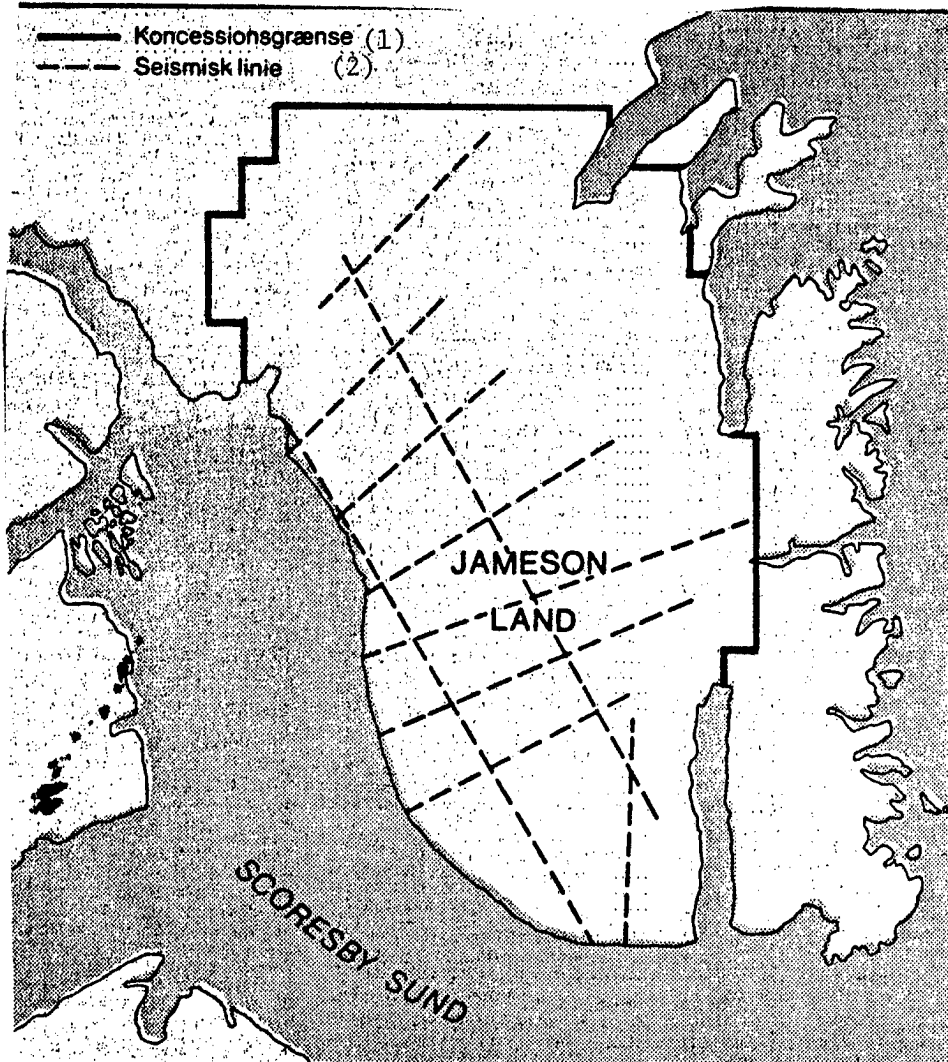 Koncessionsgrænse (1)
Seismisk linie (2)
JAMESON
LAND
SCORESBY SUND